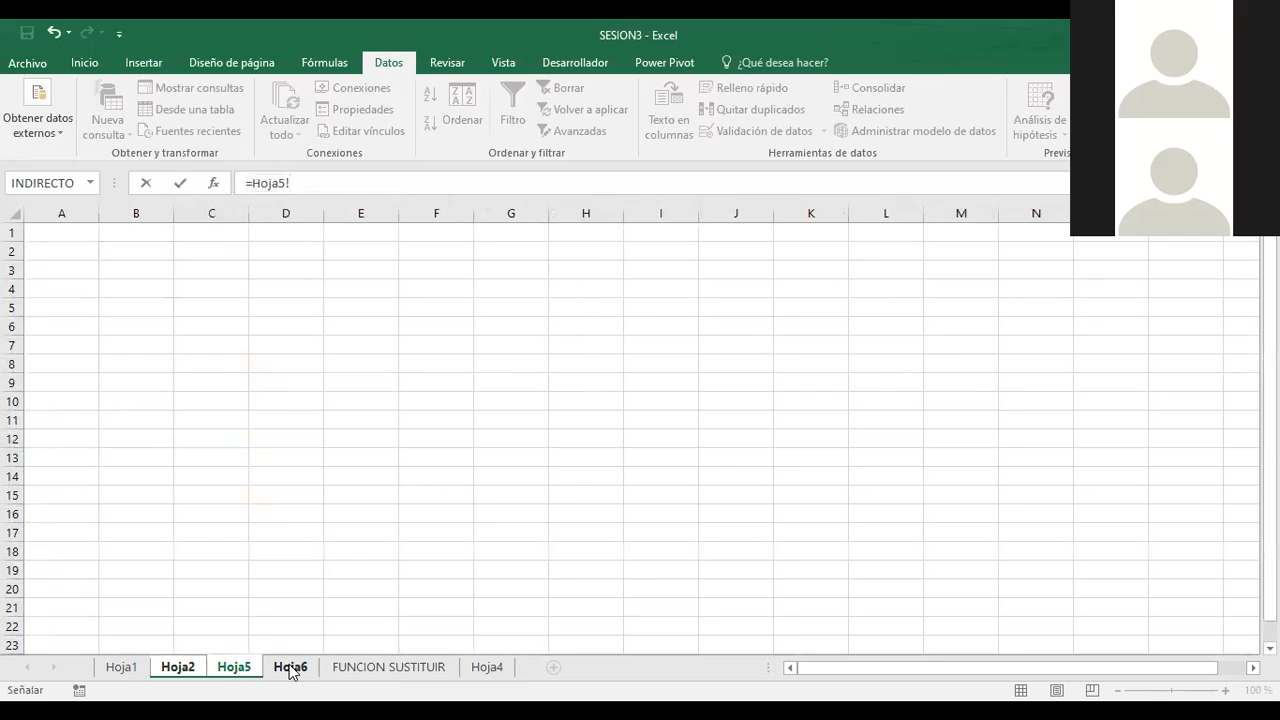 SESION3 - Excel
Archivo Inicio Insertar Diseño de página Fórmulas Datos Revisar Vista Desarrollador Power Pivot ¿Qué desea hacer?
Obtener datos externos
Nueva consulta
Mostrar consultas
Desde una tabla
Fuentes recientes
Obtener y transformar
Actualizar todo
Conexiones
Propiedades
Editar vínculos
Conexiones
Ordenar
Filtro
Borrar
Volver a aplicar
Avanzadas
Ordenar y filtrar
Texto en columnas
Relleno rápido
Quitar duplicados
Validación de datos
Consolidar
Relaciones
Administrar modelo de datos
Herramientas de datos
Análisis de hipótesis
Previs
INDIRECTO =Hoja5!
A B C D E F G H I J K L M N
1
2
3
4
5
6
7
8
9
10
11
12
13
14
15
16
17
18
19
20
21
22
23
Hoja1 Hoja2 Hoja5 Hoja6 FUNCION SUSTITUIR Hoja4
Señalar 100 %